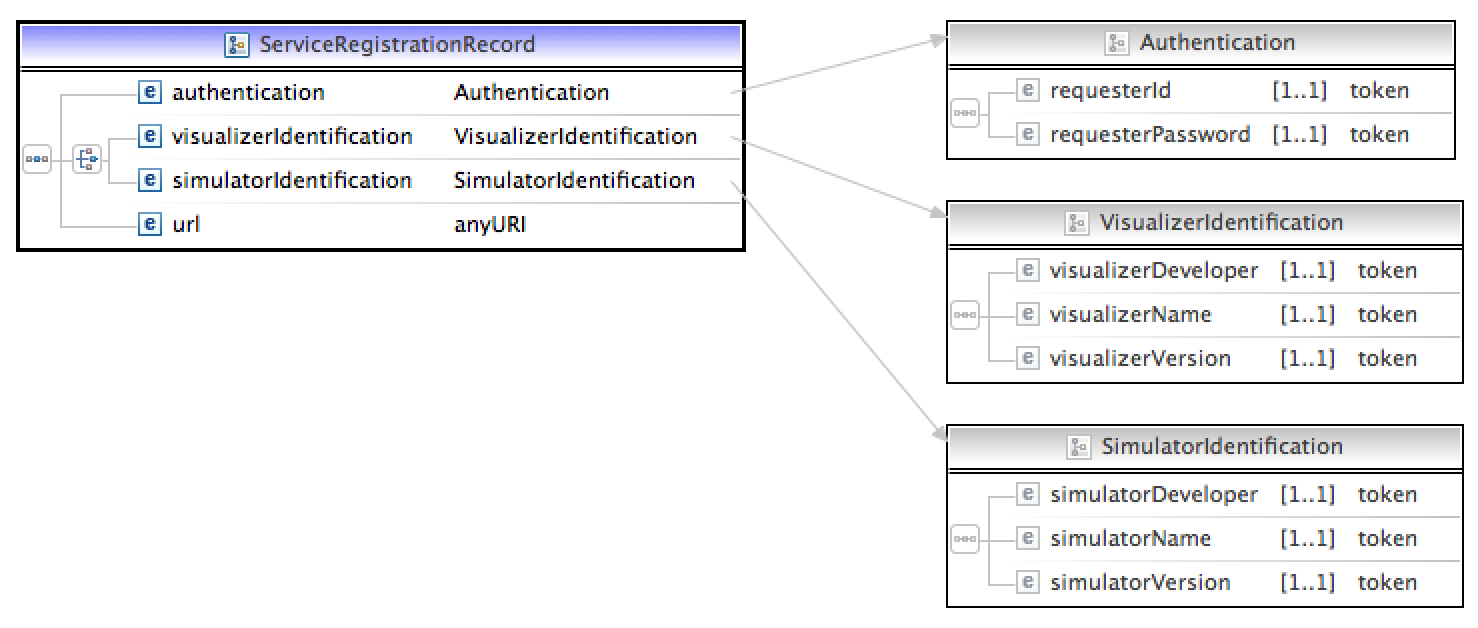 ServiceRegistrationRecord
e authentication Authentication
e visualizerIdentification VisualizerIdentification
e simulatorIdentification SimulatorIdentification
e url anyURI
Authentication
e requesterId [1..1] token
e requesterPassword [1..1] token
VisualizerIdentification
e visualizerDeveloper [1..1] token
e visualizerName [1..1] token
e visualizerVersion [1..1] token
SimulatorIdentification
e simulatorDeveloper [1..1] token
e simulatorName [1..1] token
e simulatorVersion [1..1] token